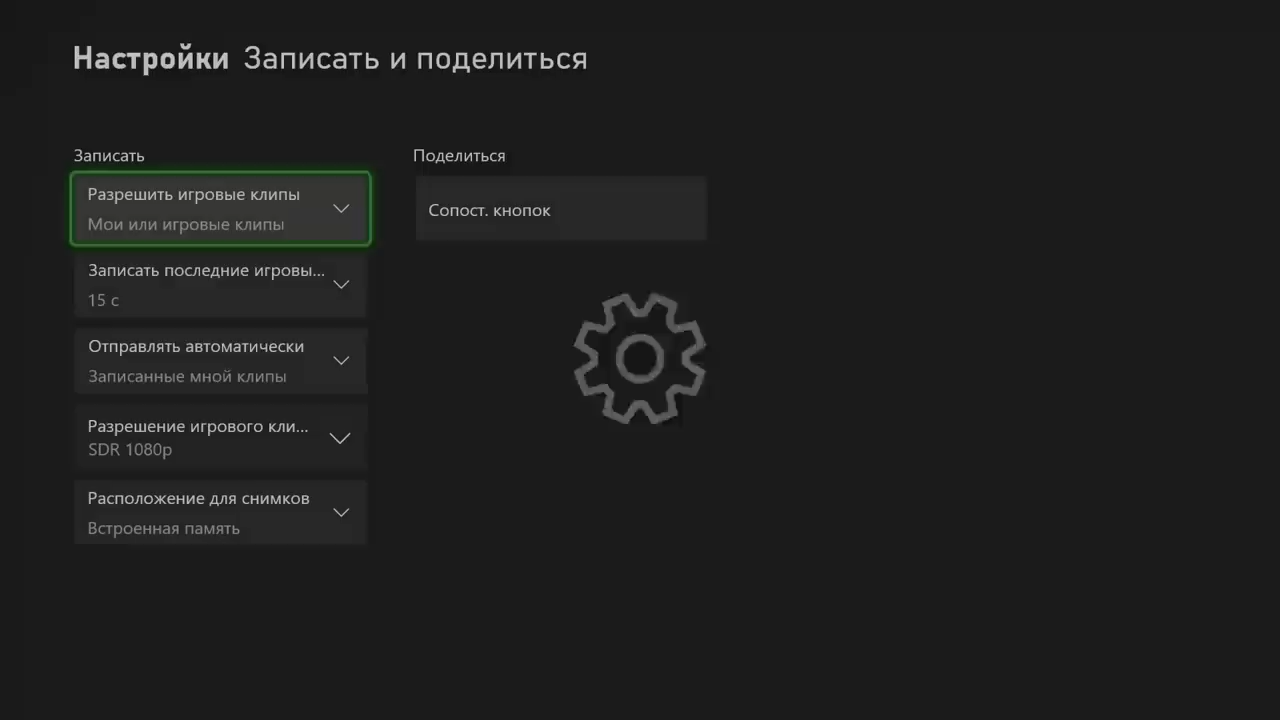 Настройки Записать и поделиться
Записать
Разрешить игровые клипы
Мои или игровые клипы
Записать последние игровы...
15 с
Отправлять автоматически
Записанные мной клипы
Разрешение игрового кли...
SDR 1080p
Расположение для снимков
Встроенная память
Поделиться
Сопост. кнопок